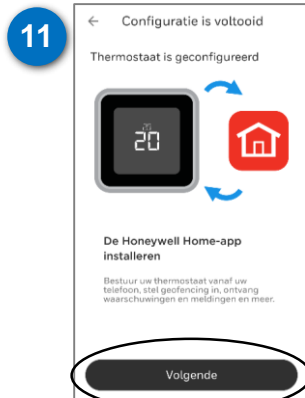 11
← Configuratie is voltooid
Thermostaat is geconfigureerd
20
De Honeywell Home-app
installeren
Bestuur uw thermostaat vanaf uw
telefoon, stel geofencing in, ontvang
waarschuwingen en meldingen en meer.
Volgende